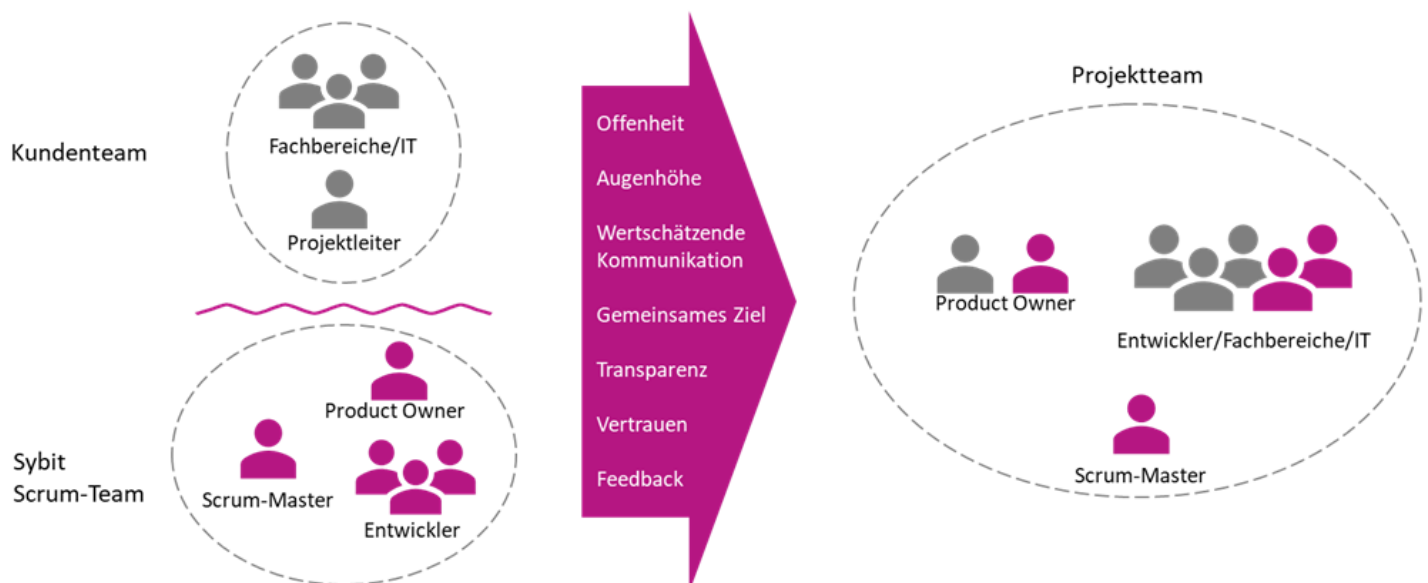 Kundenteam
Fachbereiche/IT
Projektleiter
Sybit
Scrum-Team
Product Owner
Scrum-Master
Entwickler
Offenheit
Augenhöhe
Wertschätzende
Kommunikation
Gemeinsames Ziel
Transparenz
Vertrauen
Feedback
Projektteam
Product Owner
Entwickler/Fachbereiche/IT
Scrum-Master